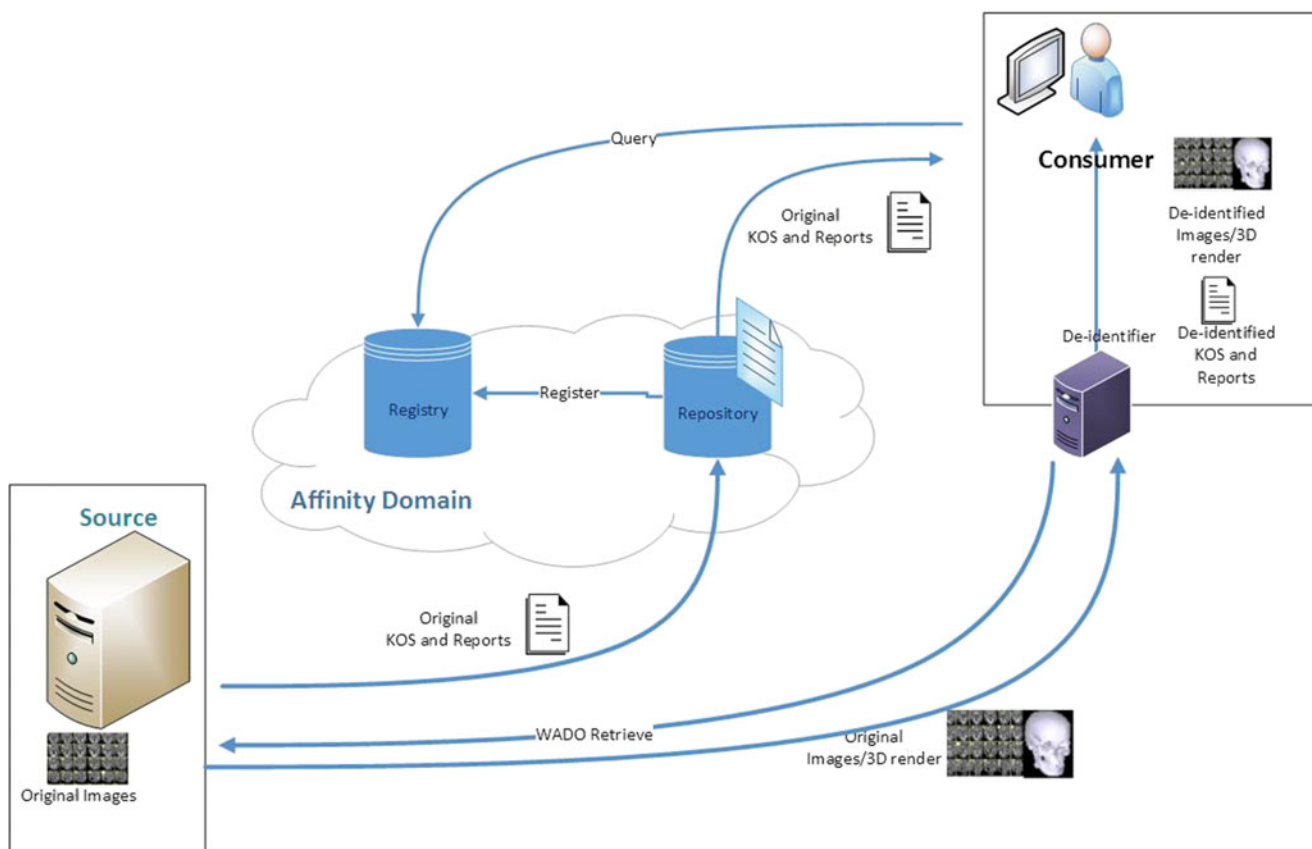 Query
Consumer
Original
KOS and Reports
De-identified
Images/3D
render
De-identifier
De-identified
KOS and
Reports
Registry
Register
Repository
Affinity Domain
Source
Original
KOS and Reports
WADO Retrieve
Original
Images/3D render
Original Images